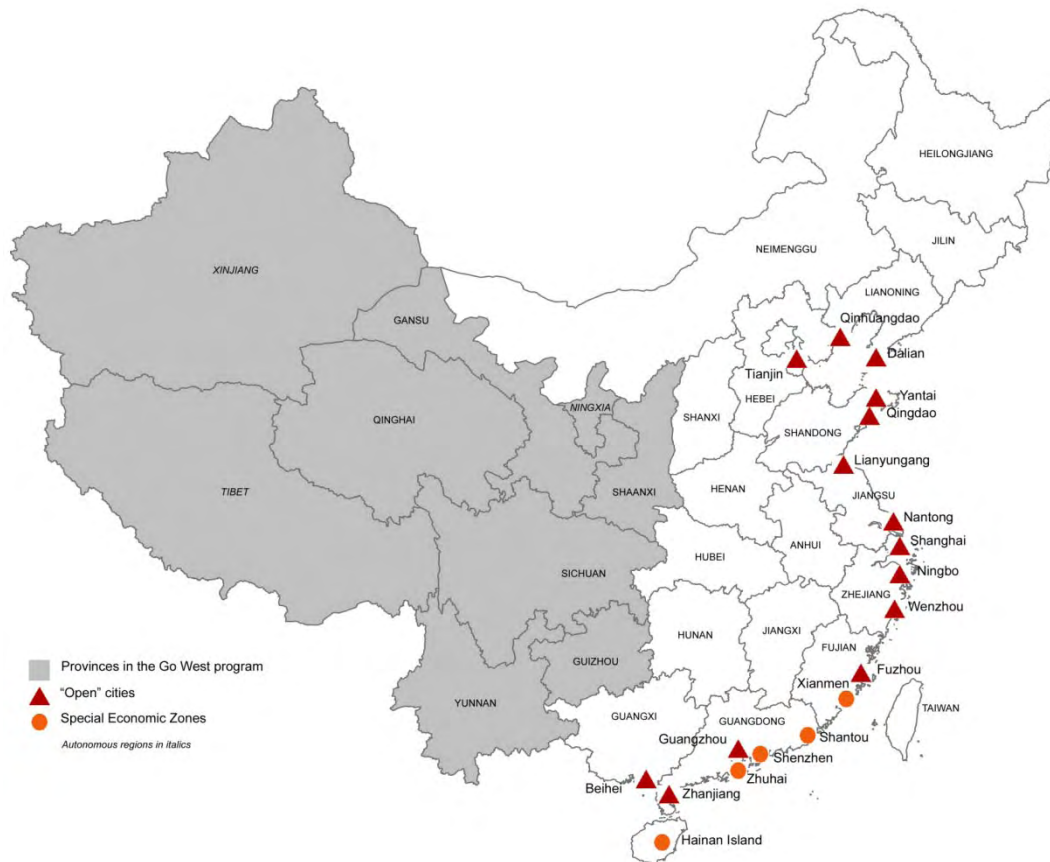 HEILONGJIANG
JILIN
NEIMENGGU
XINJIANG
LIANONING
Qinhuangdao
GANSU
Dalian
Tianjin
Yantai
HEBEI
NINGXIA
SHANXI
Qingdao
QINGHAI
SHANDONG
Lianyungang
HENAN
TIBET
SHAANXI
JIANGSU
Nantong
ANHUI
Shanghai
HUBEI
SICHUAN
Ningbo
ZHEJIANG
Wenzhou
HUNAN
JIANGXI
FUJIAN
GUIZHOU
Fuzhou
Xianmen
YUNNAN
TAIWAN
GUANGXI
GUANGDONG
Shantou
Guangzhou
Shenzhen
Zhuhai
Beihei
Zhanjiang
Hainan Island
Provinces in the Go West program
“Open” cities
Special Economic Zones
Autonomous regions in italics